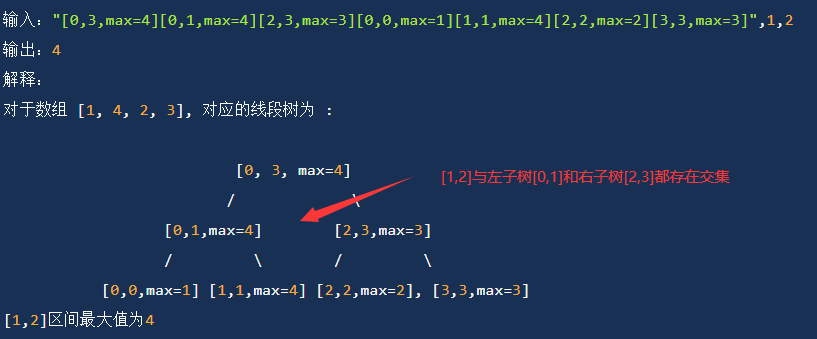 输入："[0,3,max=4][0,1,max=4][2,3,max=3][0,0,max=1][1,1,max=4][2,2,max=2][3,3,max=3]",1,2
输出：4
解释：
对于数组 [1, 4, 2, 3], 对应的线段树为 ：
[0, 3, max=4]
[1,2]与左子树[0,1]和右子树[2,3]都存在交集
/ \
[0,1,max=4] [2,3,max=3]
/ \ / \
[0,0,max=1] [1,1,max=4] [2,2,max=2], [3,3,max=3]
[1,2]区间最大值为4